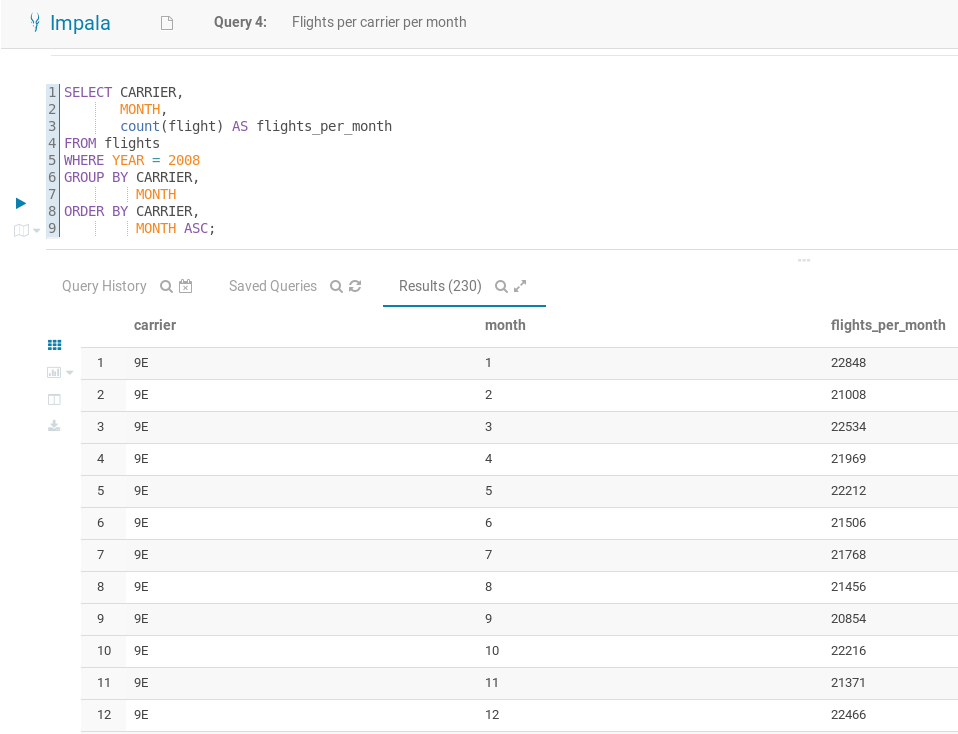 Impala Query 4: Flights per carrier per month
1 SELECT CARRIER,
2 MONTH,
3 count(flight) AS flights_per_month
4 FROM flights
5 WHERE YEAR = 2008
6 GROUP BY CARRIER,
7 MONTH
8 ORDER BY CARRIER,
9 MONTH ASC;
Query History Saved Queries Results (230)
carrier month flights_per_month
1 9E 1 22848
2 9E 2 21008
3 9E 3 22534
4 9E 4 21969
5 9E 5 22212
6 9E 6 21506
7 9E 7 21768
8 9E 8 21456
9 9E 9 20854
10 9E 10 22216
11 9E 11 21371
12 9E 12 22466